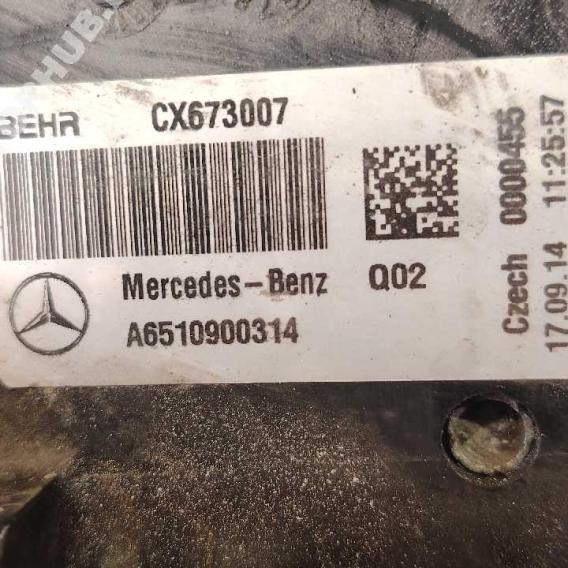 BEHR CX673007
Mercedes-Benz Q02
A6510900314
Czech 0000455
17.09.14 11:25:57